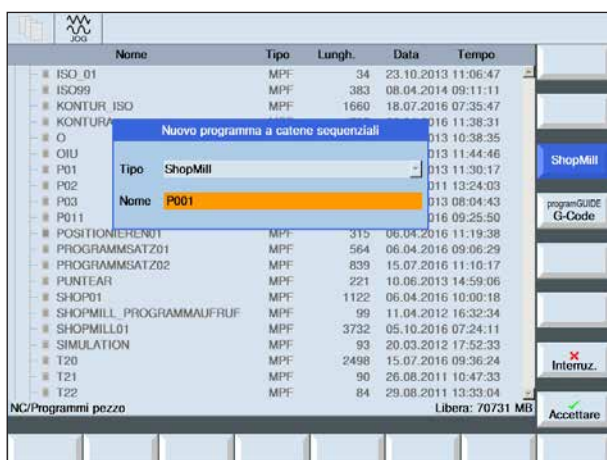 JOG
Nome Tipo Lungh. Data Tempo
ISO_01 MPF 34 23.10.2013 11:06:47
ISO99 MPF 383 08.04.2014 09:11:11
KONTUR_ISO MPF 1660 18.07.2016 07:35:47
016 11:38:31
Nuovo programma a catene sequenziali
O 013 10:38:35
OIU 013 11:44:46
P01 013 11:30:17
Tipo ShopMill
P02 011 13:24:03
P03 013 08:04:43
Nome P001
P011 016 09:25:50
POSITIONIEREN01 MPF 315 06.04.2016 11:19:38
PROGRAMMSATZ01 MPF 564 06.04.2016 09:06:29
PROGRAMMSATZ02 MPF 839 15.07.2016 11:10:17
PUNTEAR MPF 221 10.06.2013 14:59:06
SHOP01 MPF 1122 06.04.2016 10:00:18
SHOPMILL_PROGRAMMAUFRUF MPF 99 11.04.2012 16:32:34
SHOPMILL01 MPF 3732 05.10.2016 07:24:11
SIMULATION MPF 93 20.03.2012 17:52:33
T20 MPF 2498 15.07.2016 09:36:24
T21 MPF 90 26.08.2011 10:47:33
T22 MPF 84 29.08.2011 13:33:04
NC/Programmi pezzo Libera: 70731 MB
ShopMill
programGUIDE
G-Code
Interruz.
Accettare